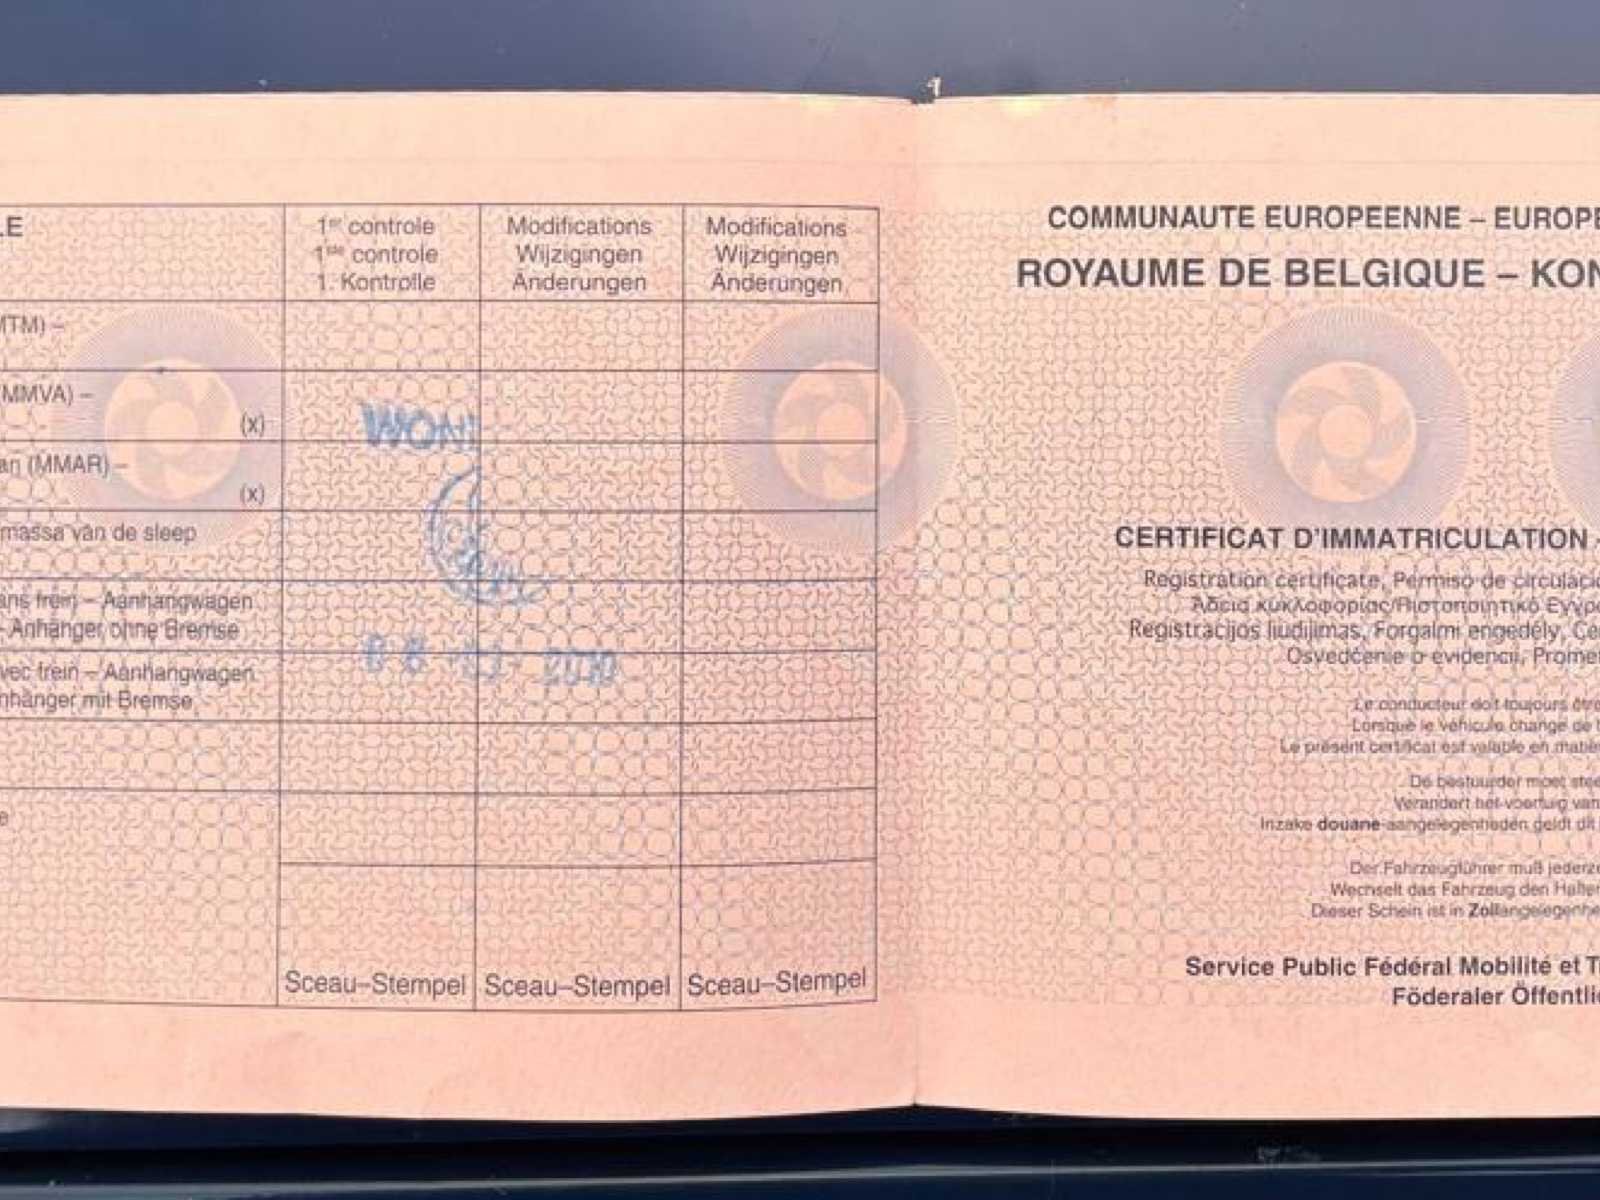 LE
1er controle
1ste controle
1. Kontrolle
Modifications
Wijzigingen
Änderungen
Modifications
Wijzigingen
Änderungen
MTM) –
(MMVA) –
(x)
an (MMAR) –
(x)
massa van de sleep
ans frein – Aanhangwagen
– Anhänger ohne Bremse
vec frein – Aanhangwagen
nhänger mit Bremse
e
2010
Sceau–Stempel
Sceau–Stempel
Sceau–Stempel
COMMUNAUTE EUROPEENNE – EUROPE
ROYAUME DE BELGIQUE – KON
CERTIFICAT D'IMMATRICULATION –
Registration certificate, Permiso de circulació
Άδεια κυκλοφορίας/Πιστοποιητικό Εγγρα
Registracijos liudijimas, Forgalmi engedély, Ce
Osvedčenie o evidencii, Promet
Le conducteur doit toujours être
Lorsque le véhicule change de t
Le présent certificat est valable en matiè
De bestuurder moet stee
Verandert het voertuig van
Inzake douane-aangelegenheden geldt dit
Der Fahrzeugführer muß jederze
Wechselt das Fahrzeug den Halter
Dieser Schein ist in Zollangelegenhe
Service Public Fédéral Mobilité et T
Föderaler Öffentli